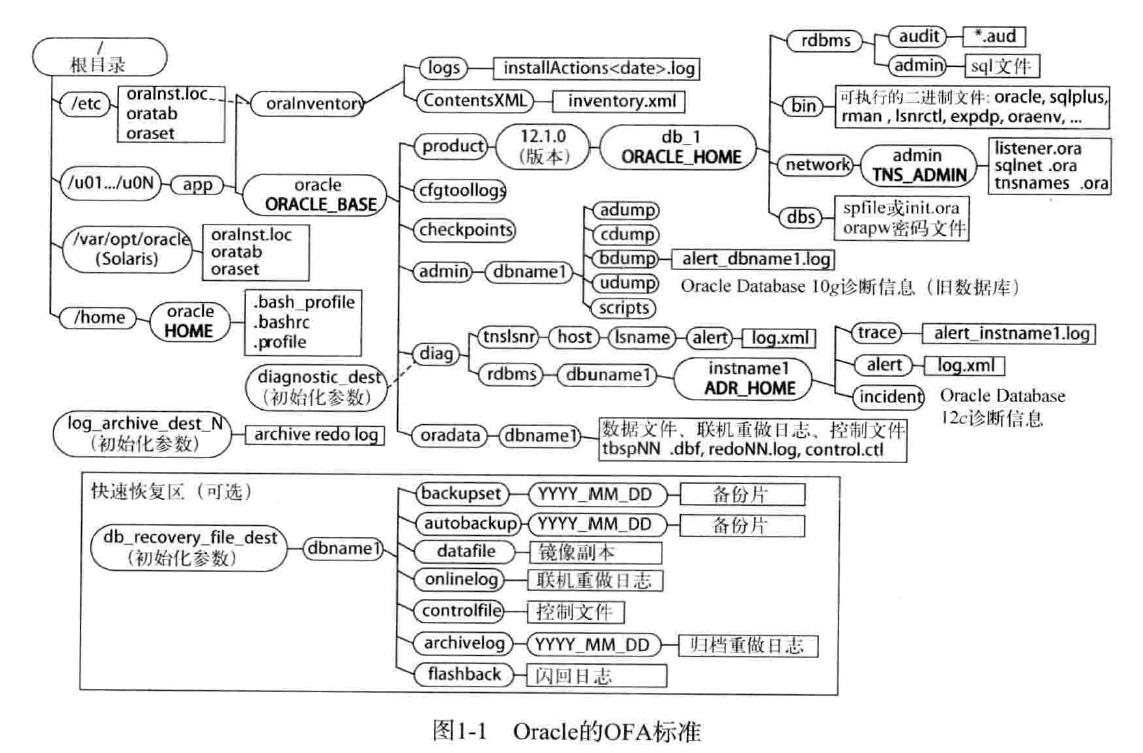 /
根目录
/etc
oraInst.loc
oratab
oraset
oraInventory
logs
installActions<date>.log
ContentsXML
inventory.xml
/u01.../u0N
app
oracle
ORACLE_BASE
product
12.1.0
(版本)
db_1
ORACLE_HOME
rdbms
audit
*.aud
admin
sql文件
bin
可执行的二进制文件: oracle, sqlplus,
rman , lsnrctl, expdp, oraenv, ...
network
admin
TNS_ADMIN
listener.ora
sqlnet .ora
tnsnames .ora
dbs
spfile或init.ora
orapw密码文件
cfgtoollogs
checkpoints
admin
dbname1
adump
cdump
bdump
alert_dbname1.log
udump
scripts
Oracle Database 10g诊断信息（旧数据库）
/var/opt/oracle
(Solaris)
oraInst.loc
oratab
oraset
/home
oracle
HOME
.bash_profile
.bashrc
.profile
diag
tnslsnr
host
lsname
alert
log.xml
rdbms
dbuname1
instname1
ADR_HOME
trace
alert_instname1.log
alert
log.xml
incident
Oracle Database
12c诊断信息
diagnostic_dest
(初始化参数)
log_archive_dest_N
(初始化参数)
archive redo log
oradata
dbname1
数据文件、联机重做日志、控制文件
tbspNN .dbf, redoNN.log, control.ctl
快速恢复区（可选）
db_recovery_file_dest
(初始化参数)
dbname1
backupset
YYYY_MM_DD
备份片
autobackup
YYYY_MM_DD
备份片
datafile
镜像副本
onlinelog
联机重做日志
controlfile
控制文件
archivelog
YYYY_MM_DD
归档重做日志
flashback
闪回日志
图1-1 Oracle的OFA标准